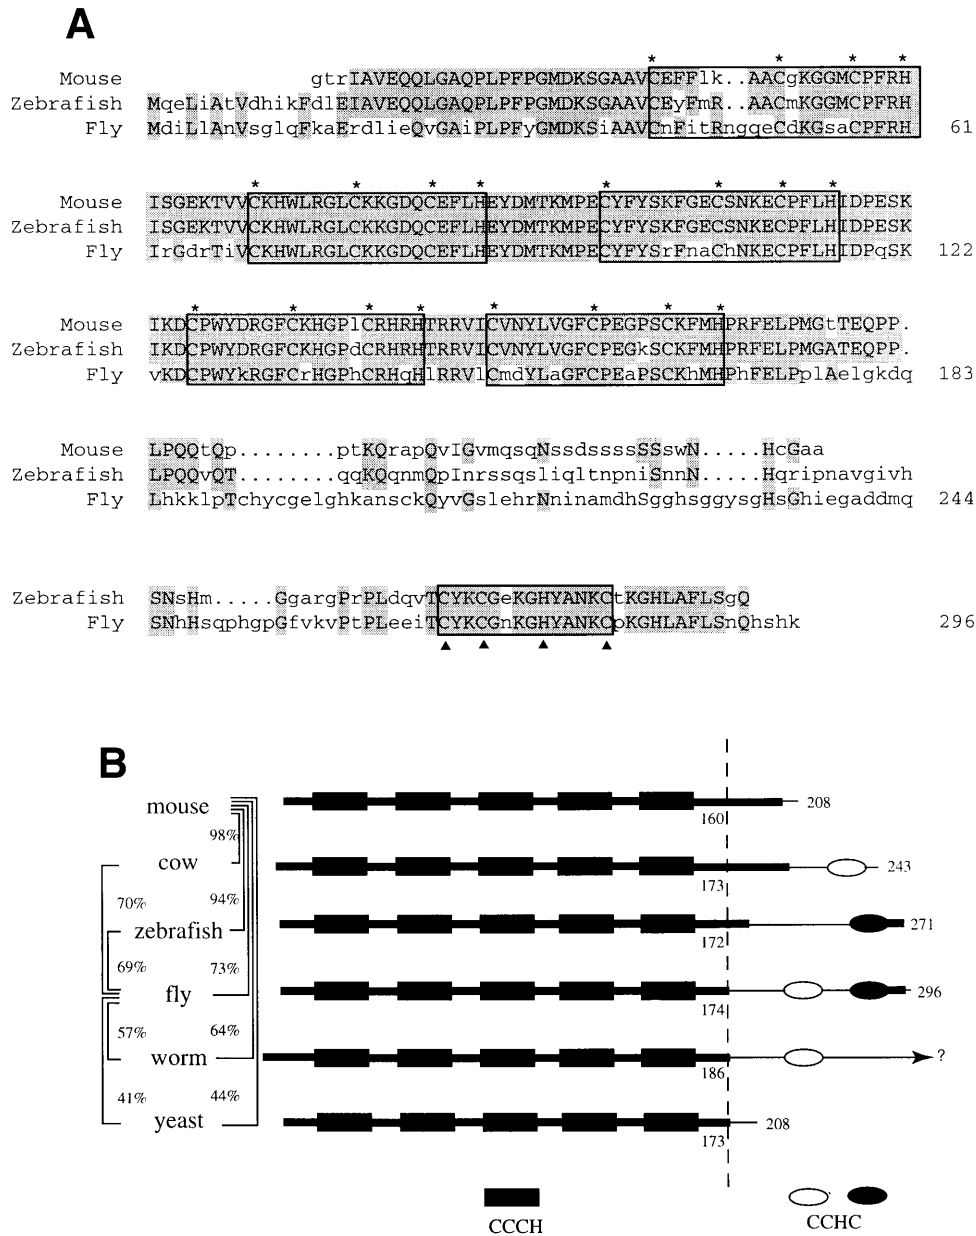 A
* * * *
Mouse gtrIAVEQQLGAQPLPFPGMDKSGAAVCEFFlk..AACgKGGMCPFRH
Zebrafish MqeLiAtVdhikFdlEIAVEQQLGAQPLPFPGMDKSGAAVCEyFmR..AACmKGGMCPFRH
Fly MdiLlAnVsglqFkaErdlieQvGAiPLPFyGMDKSiAAVCnFitRngqeCdKGsaCPFRH 61
* * * *  * * * *
Mouse ISGEKTVVCKHWLRGLCKKGDQCEFLHEYDMTKMPECYFYSKFGECSNKECPFLHIDPESK
Zebrafish ISGEKTVVCKHWLRGLCKKGDQCEFLHEYDMTKMPECYFYSKFGECSNKECPFLHIDPESK
Fly IrGdrTiVCKHWLRGLCKKGDQCEFLHEYDMTKMPECYFYSrFnaChNKECPFLHIDPqSK 122
* * * *  * * * *
Mouse IKDCPWYDRGFCKHGPlCRHRHTRRVICVNYLVGFCPEGPSCKFMHPRFELPMGtTEQPP.
Zebrafish IKDCPWYDRGFCKHGPdCRHRHTRRVICVNYLVGFCPEGkSCKFMHPRFELPMGATEQPP.
Fly vKDCPWYkRGFCrHGPhCRHqHlRRVlCmdYLaGFCPEaPSCKhMHPhFELPplAelgkdq 183
Mouse LPQQtQp........ptKQrapQvIGvmqsqNssdssssSSswN.....HcGaa
Zebrafish LPQQvQT........qqKQqnmQpInrssqsliqltnpniSnnN.....Hqripnavgivh
Fly LhkklpTchycgelghkansckQyvGslehrNninamdhSgghsggysgHsGhiegaddmq 244
Zebrafish SNsHm.....GgargPrPLdqvTCYKCGeKGHYANKCtKGHLAFLSgQ
Fly SNhHsqphgpGfvkvPtPLeeiTCYKCGnKGHYANKCpKGHLAFLSnQhshk 296
▲ ▲ ▲ ▲
B
mouse 160 208
98%
cow 173 243
70% 94%
zebrafish 172 271
69% 73%
fly 174 296
57% 64%
worm 186 ?
41% 44%
yeast 173 208
CCCH CCHC